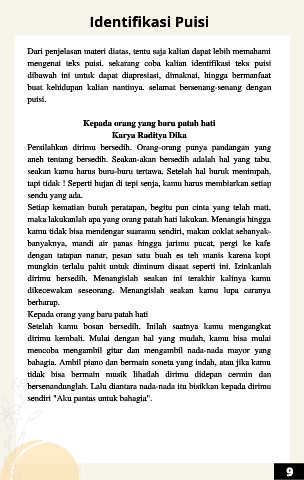 Identifikasi Puisi
Dari penjelasan materi diatas, tentu saja kalian dapat lebih memahami
mengenai teks puisi. sekarang coba kalian identifikasi teks puisi
dibawah ini untuk dapat diapresiasi, dimaknai, hingga bermanfaat
buat kehidupan kalian nantinya. selamat bersenang-senang dengan
puisi.
Kepada orang yang baru patah hati
Karya Raditya Dika
Persilahkan dirimu bersedih. Orang-orang punya pandangan yang
aneh tentang bersedih. Seakan-akan bersedih adalah hal yang tabu.
seakan kamu harus buru-buru tertawa. Setelah hal buruk menimpah,
tapi tidak ! Seperti hujan di tepi senja, kamu harus membiarkan setiap
sendu yang ada.
Setiap kematian butuh peratapan, begitu pun cinta yang telah mati.
maka lakukanlah apa yang orang patah hati lakukan. Menangis hingga
kamu tidak bisa mendengar suaramu sendiri, makan coklat sebanyak-
banyaknya, mandi air panas hingga jarimu pucat, pergi ke kafe
dengan tatapan nanar, pesan satu buah es teh manis karena kopi
mungkin terlalu pahit untuk diminum disaat seperti ini. Izinkanlah
dirimu bersedih. Menangislah seakan ini terakhir kalinya kamu
dikecewakan seseorang. Menangislah seakan kamu lupa caranya
berharap.
Kepada orang yang baru patah hati
Setelah kamu bosan bersedih. Inilah saatnya kamu mengangkat
dirimu kembali. Mulai dengan hal yang mudah, kamu bisa mulai
mencoba mengambil gitar dan mengambil nada-nada mayor yang
bahagia. Ambil piano dan bermain soneta yang indah, atau jika kamu
tidak bisa bermain musik lihatlah dirimu didepan cermin dan
bersenandunglah. Lalu diantara nada-nada itu bisikkan kepada dirimu
sendiri "Aku pantas untuk bahagia".
9